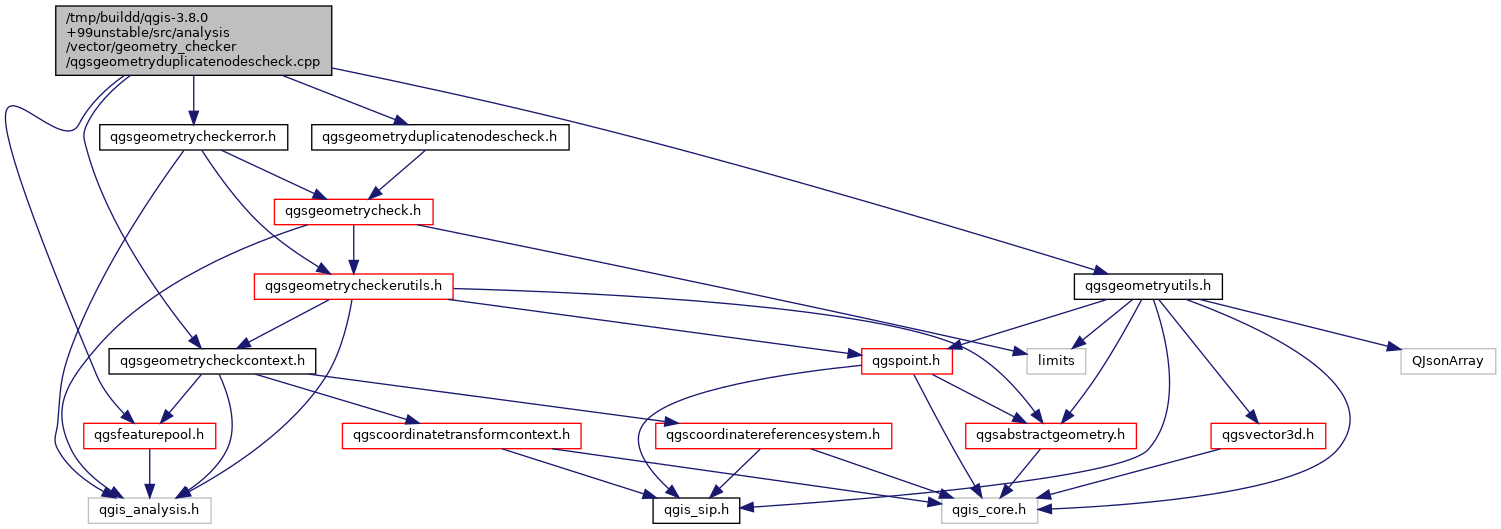 /tmp/buildd/qgis-3.8.0
+99unstable/src/analysis
/vector/geometry_checker
/qgsgeometryduplicatenodescheck.cpp
qgsgeometrycheckerror.h
qgsgeometryduplicatenodescheck.h
qgsgeometrycheck.h
qgsgeometrycheckerutils.h
qgsgeometryutils.h
qgsgeometrycheckcontext.h
qgspoint.h
limits
QJsonArray
qgsfeaturepool.h
qgscoordinatetransformcontext.h
qgscoordinatereferencesystem.h
qgsabstractgeometry.h
qgsvector3d.h
qgis_analysis.h
qgis_sip.h
qgis_core.h